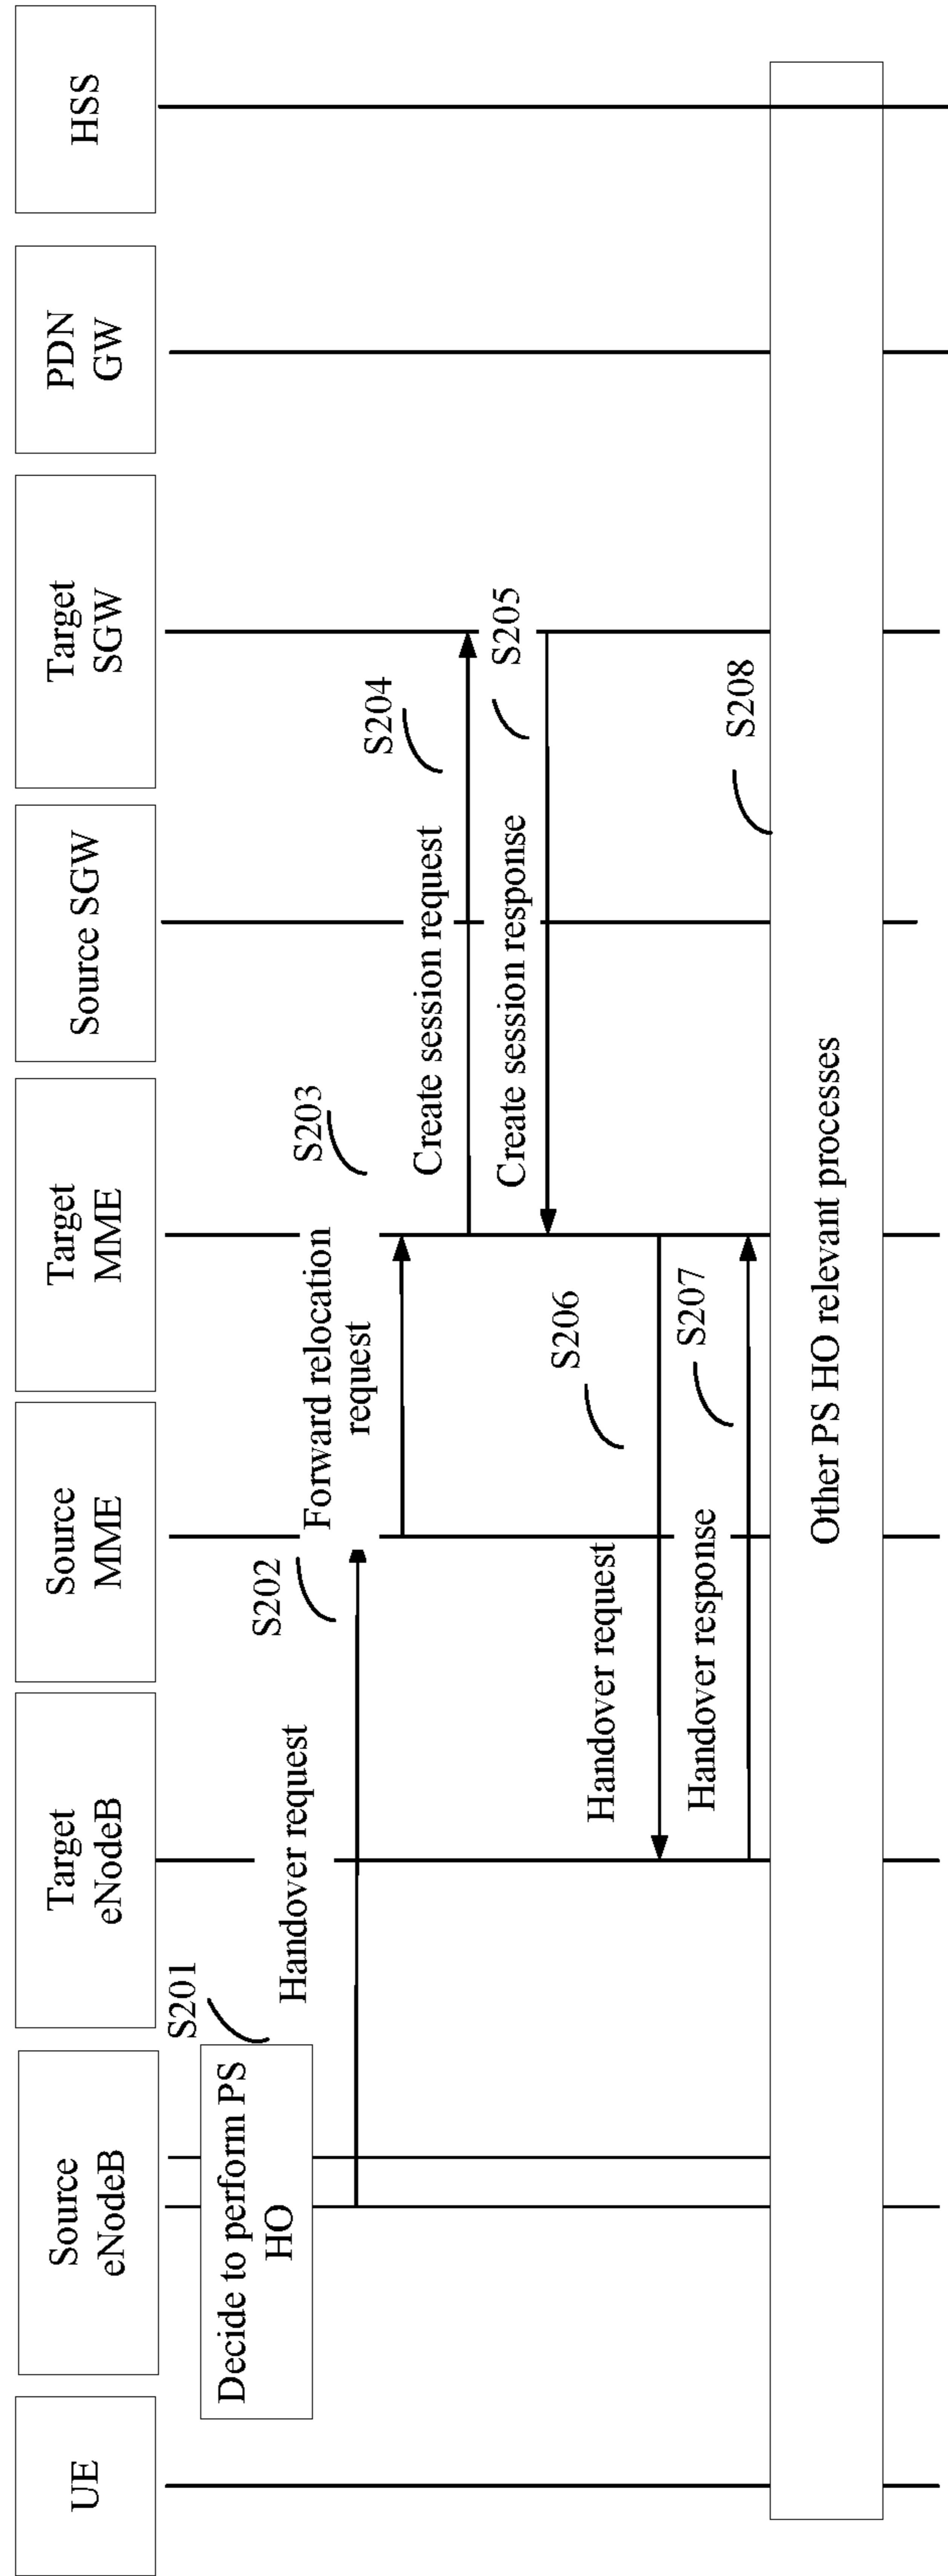 UE
Source
eNodeB
Target
eNodeB
Source
MME
Target
MME
Source SGW
Target
SGW
PDN
GW
HSS
S201
Decide to perform PS
HO
Handover request
S202
Forward relocation
request
S203
Create session request
S204
Create session response
S205
Handover request
S206
Handover response
S207
S208
Other PS HO relevant processes